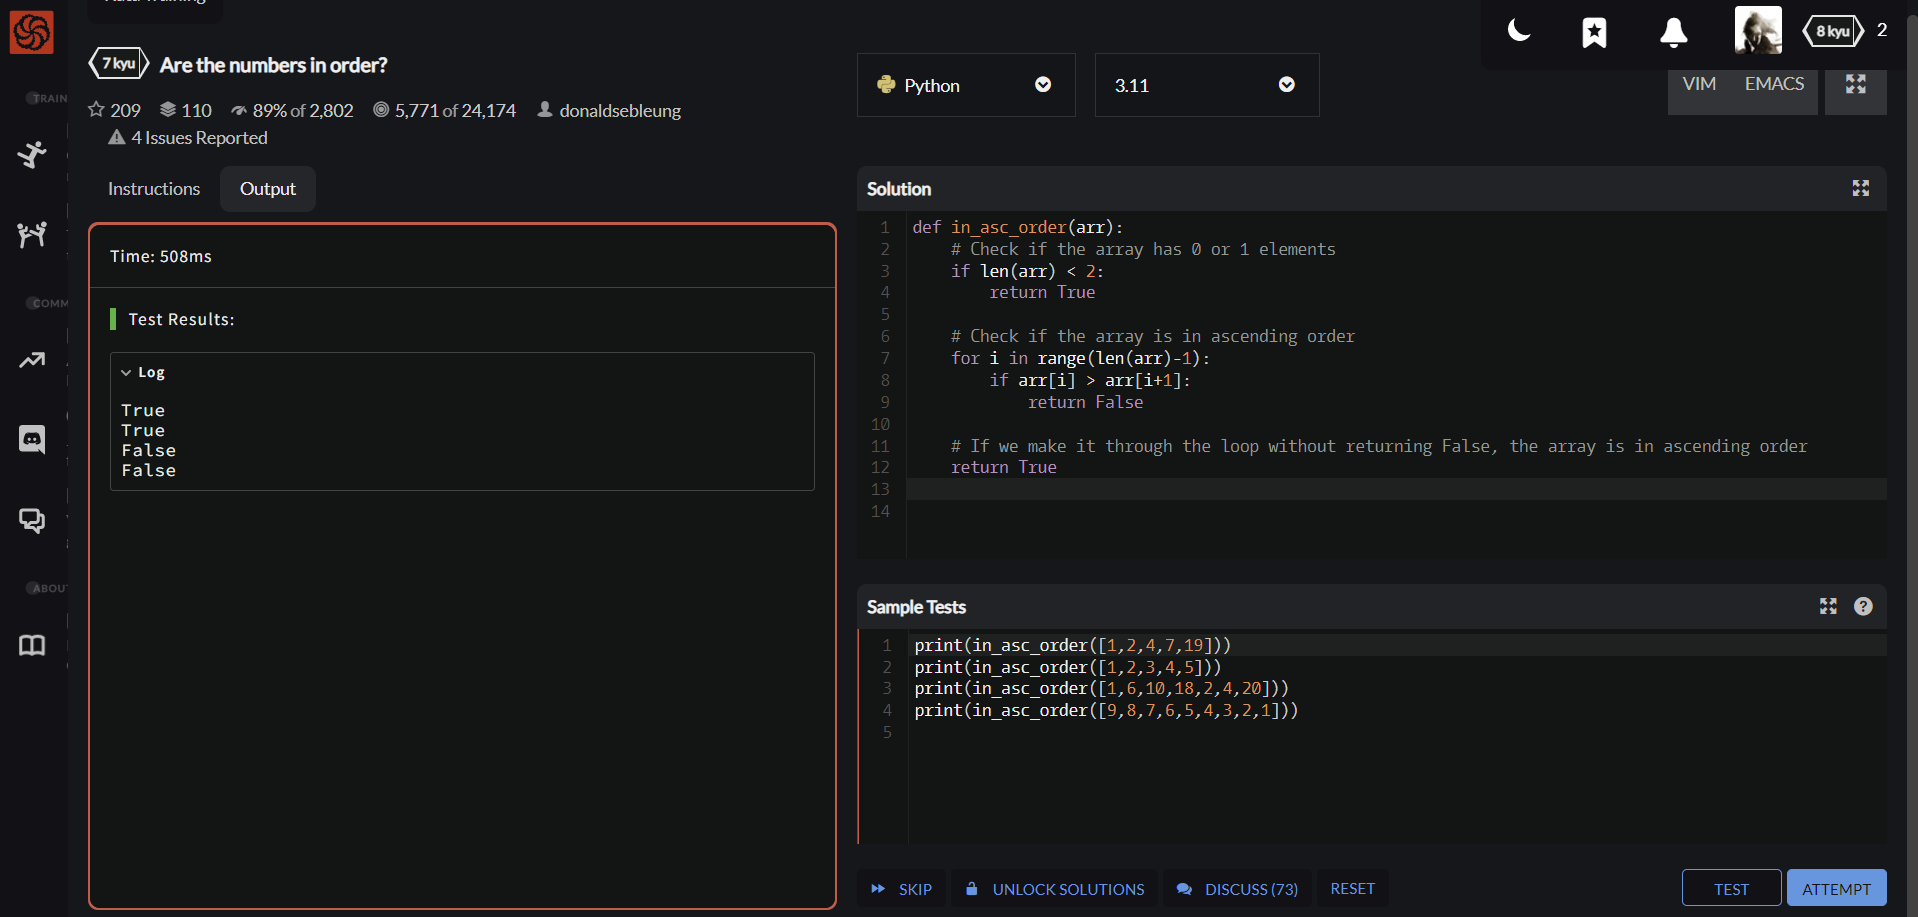 8 kyu
2
7 kyu
Are the numbers in order?
209
110
89% of 2,802
5,771 of 24,174
donaldsebleung
4 Issues Reported
Python
3.11
VIM
EMACS
TRAIN
COMM
ABOU
Instructions
Output
Time: 508ms
Test Results:
Log
True
True
False
False
Solution
1 def in_asc_order(arr):
2     # Check if the array has 0 or 1 elements
3     if len(arr) < 2:
4         return True
5
6     # Check if the array is in ascending order
7     for i in range(len(arr)-1):
8         if arr[i] > arr[i+1]:
9             return False
10
11     # If we make it through the loop without returning False, the array is in ascending order
12     return True
13
14
Sample Tests
?
1 print(in_asc_order([1,2,4,7,19]))
2 print(in_asc_order([1,2,3,4,5]))
3 print(in_asc_order([1,6,10,18,2,4,20]))
4 print(in_asc_order([9,8,7,6,5,4,3,2,1]))
5
SKIP
UNLOCK SOLUTIONS
DISCUSS (73)
RESET
TEST
ATTEMPT